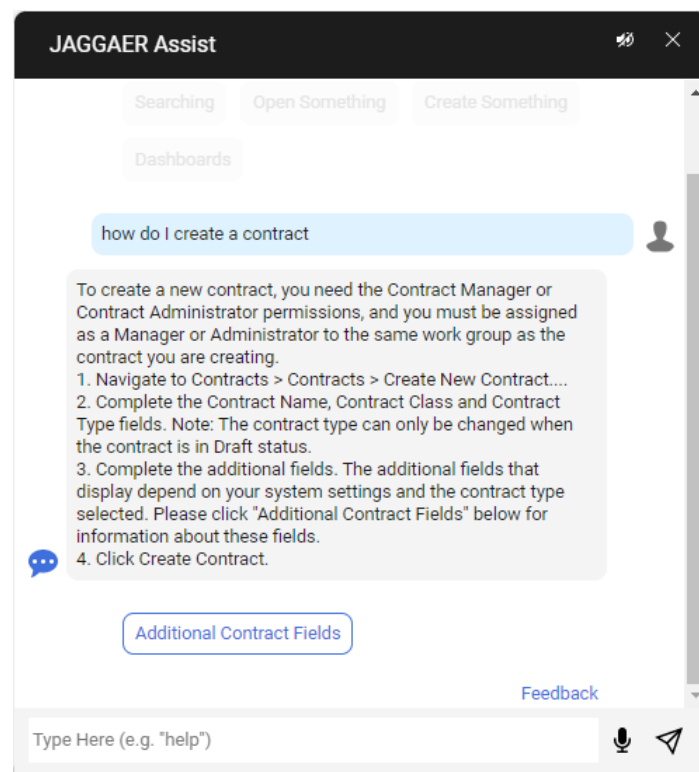 JAGGAER Assist
Searching Open Something Create Something
Dashboards
how do I create a contract
To create a new contract, you need the Contract Manager or
Contract Administrator permissions, and you must be assigned
as a Manager or Administrator to the same work group as the
contract you are creating.
1. Navigate to Contracts > Contracts > Create New Contract....
2. Complete the Contract Name, Contract Class and Contract
Type fields. Note: The contract type can only be changed when
the contract is in Draft status.
3. Complete the additional fields. The additional fields that
display depend on your system settings and the contract type
selected. Please click "Additional Contract Fields" below for
information about these fields.
4. Click Create Contract.
Additional Contract Fields
Feedback
Type Here (e.g. "help")